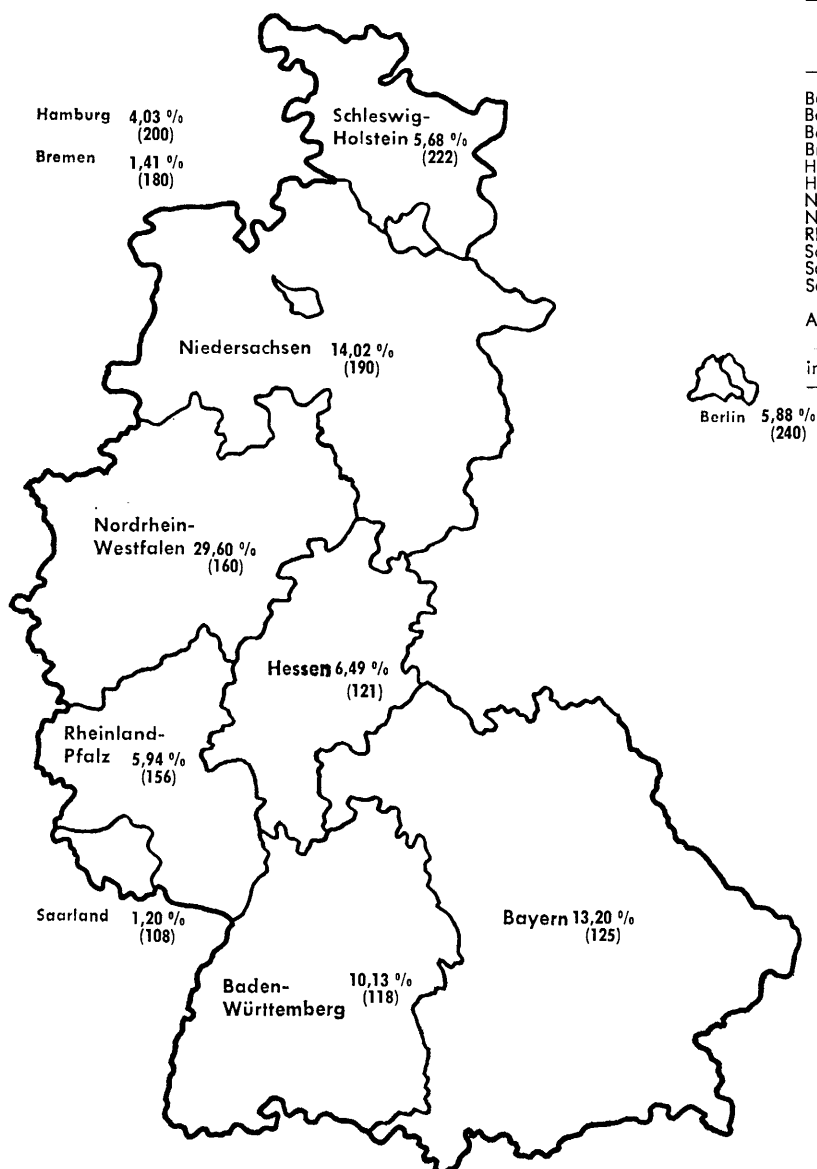 Hamburg 4,03 %
(200)
Bremen 1,41 %
(180)
Schleswig-
Holstein 5,68 %
(222)
Niedersachsen 14,02 %
(190)
Berlin 5,88 %
(240)
Nordrhein-
Westfalen 29,60 %
(160)
Hessen 6,49 %
(121)
Rheinland-
Pfalz 5,94 %
(156)
Saarland 1,20 %
(108)
Bayern 13,20 %
(125)
Baden-
Württemberg 10,13 %
(118)